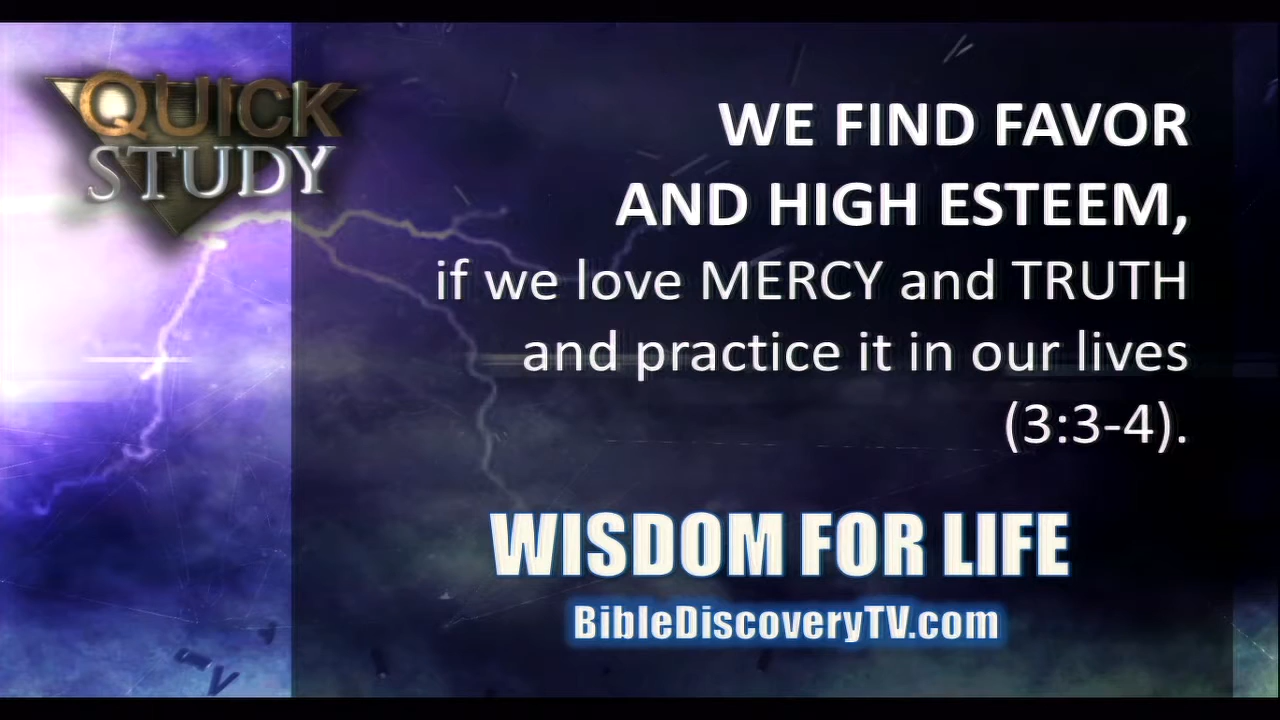 QUICK
STUDY
WE FIND FAVOR
AND HIGH ESTEEM,
if we love MERCY and TRUTH
and practice it in our lives
(3:3-4).
WISDOM FOR LIFE
BibleDiscoveryTV.com